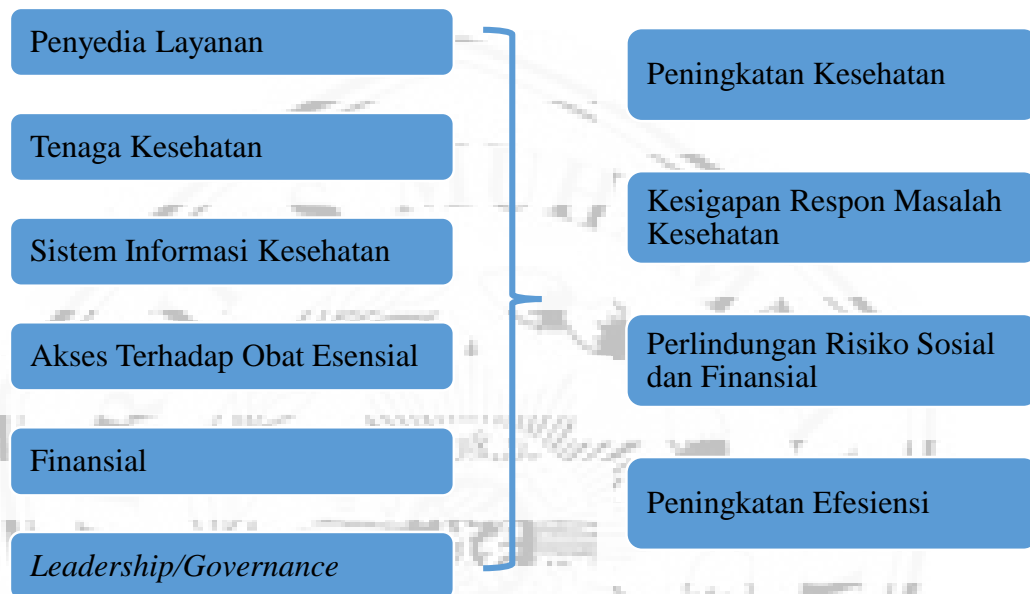 Penyedia Layanan
Tenaga Kesehatan
Sistem Informasi Kesehatan
Akses Terhadap Obat Esensial
Finansial
Leadership/Governance
Peningkatan Kesehatan
Kesigapan Respon Masalah
Kesehatan
Perlindungan Risiko Sosial
dan Finansial
Peningkatan Efesiensi